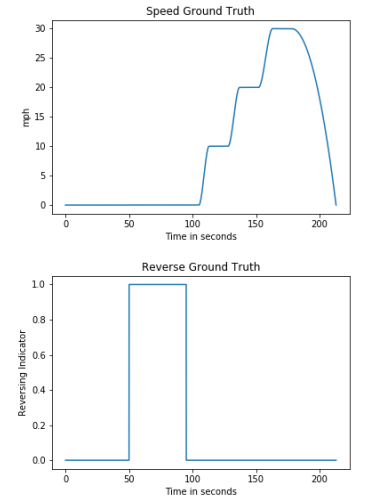 Speed Ground Truth
30
25
20
15
10
5
0
mph
0 50 100 150 200
Time in seconds
Reverse Ground Truth
1.0
0.8
0.6
0.4
0.2
0.0
Reversing Indicator
0 50 100 150 200
Time in seconds